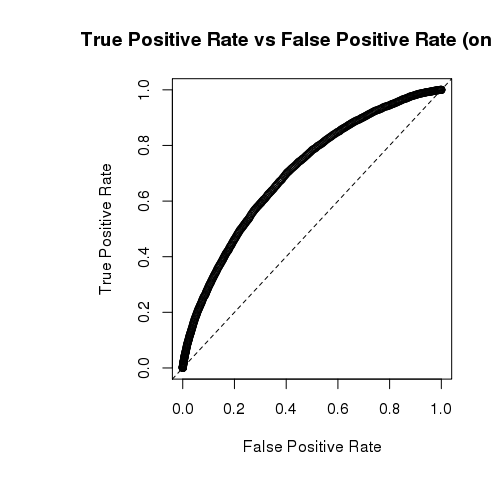 True Positive Rate vs False Positive Rate (on
True Positive Rate
1.0
0.8
0.6
0.4
0.2
0.0
0.0 0.2 0.4 0.6 0.8 1.0
False Positive Rate